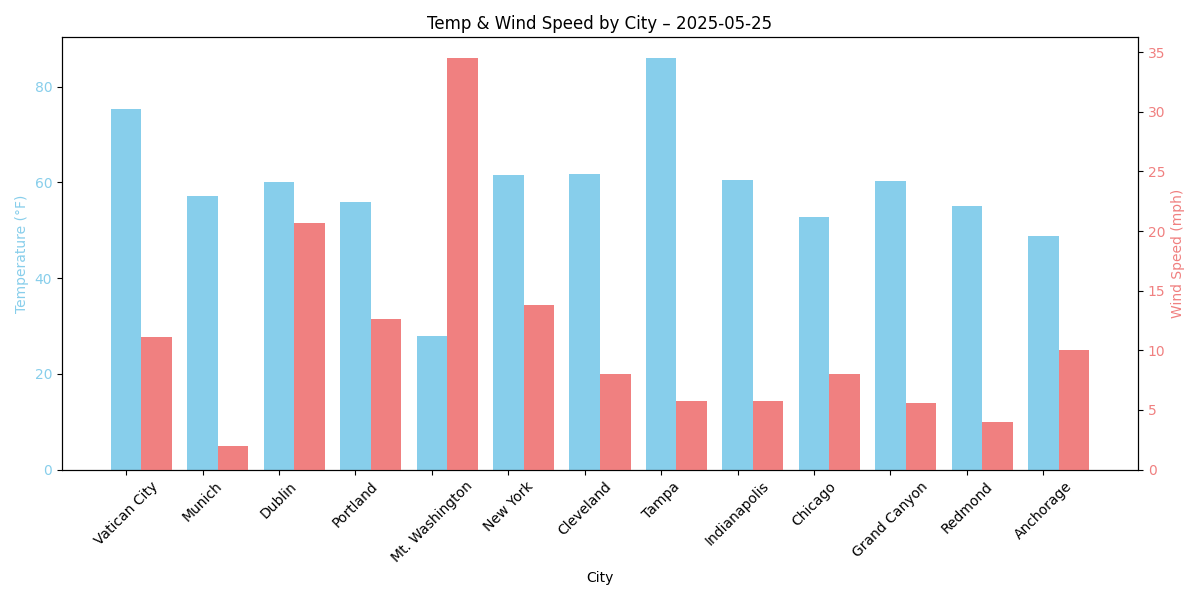 Temp & Wind Speed by City – 2025-05-25
Temperature (°F)
80
60
40
20
0
35
30
25
20
15
10
5
0
Wind Speed (mph)
Vatican City
Munich
Dublin
Portland
Mt. Washington
New York
Cleveland
Tampa
Indianapolis
Chicago
Grand Canyon
Redmond
Anchorage
City